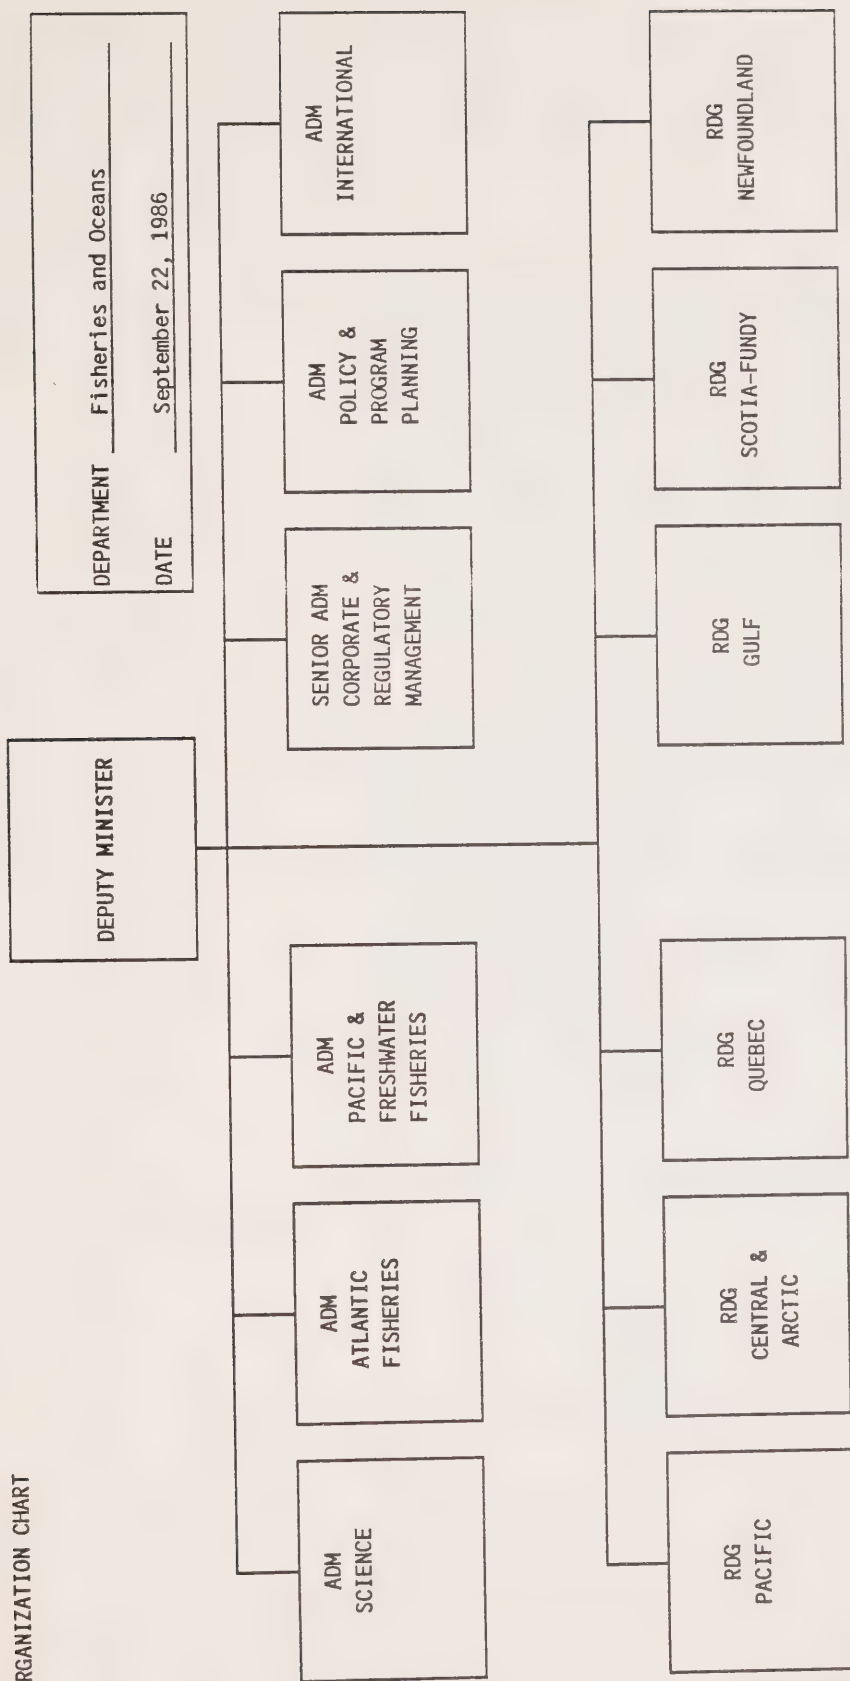 RGANIZATION CHART
DEPARTMENT Fisheries and Oceans
DATE September 22, 1986
DEPUTY MINISTER
ADM
SCIENCE
ADM
ATLANTIC
FISHERIES
ADM
PACIFIC &
FRESHWATER
FISHERIES
SENIOR ADM
CORPORATE &
REGULATORY
MANAGEMENT
ADM
POLICY &
PROGRAM
PLANNING
ADM
INTERNATIONAL
RDG
PACIFIC
RDG
CENTRAL &
ARCTIC
RDG
QUEBEC
RDG
GULF
RDG
SCOTIA-FUNDY
RDG
NEWFOUNDLAND